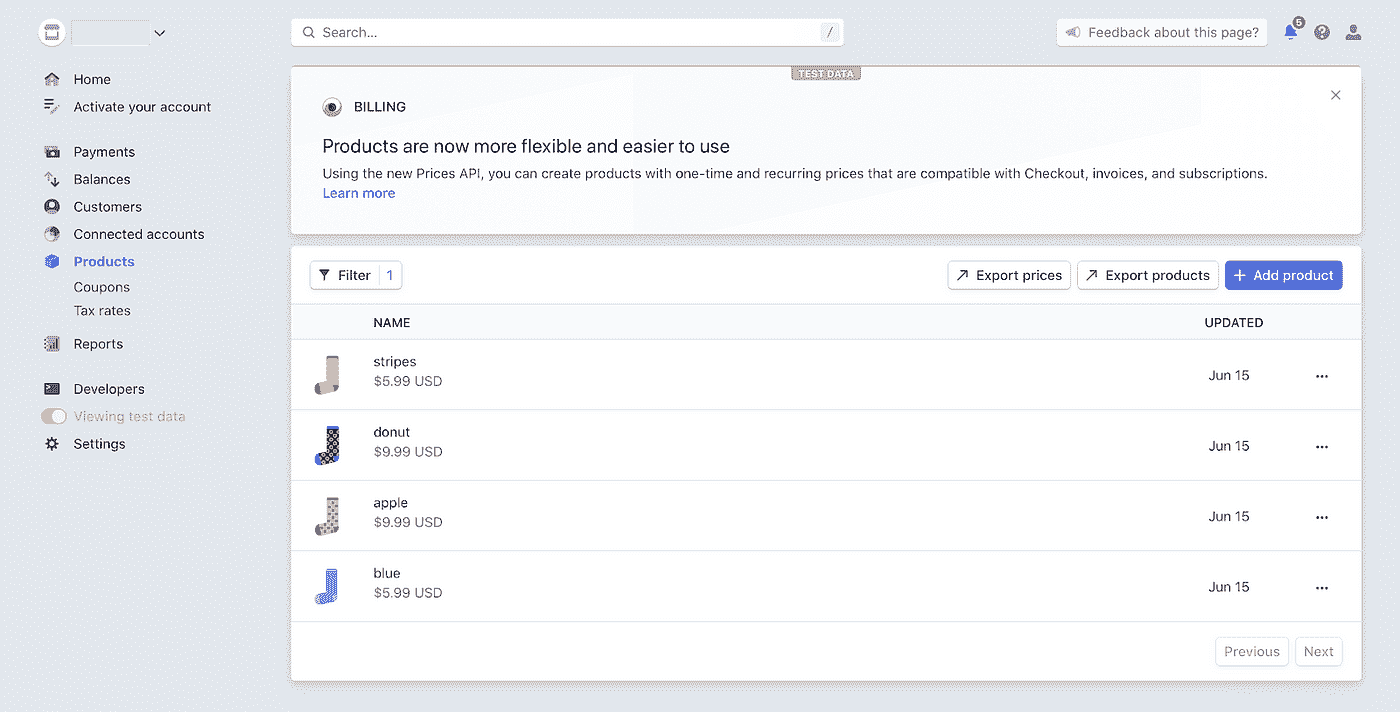 Search...
/
Feedback about this page?
5
Home
Activate your account
Payments
Balances
Customers
Connected accounts
Products
Coupons
Tax rates
Reports
Developers
Viewing test data
Settings
TEST DATA
BILLING
Products are now more flexible and easier to use
Using the new Prices API, you can create products with one-time and recurring prices that are compatible with Checkout, invoices, and subscriptions.
Learn more
Filter 1
Export prices
Export products
+ Add product
NAME UPDATED
stripes
$5.99 USD
Jun 15
donut
$9.99 USD
Jun 15
apple
$9.99 USD
Jun 15
blue
$5.99 USD
Jun 15
Previous
Next